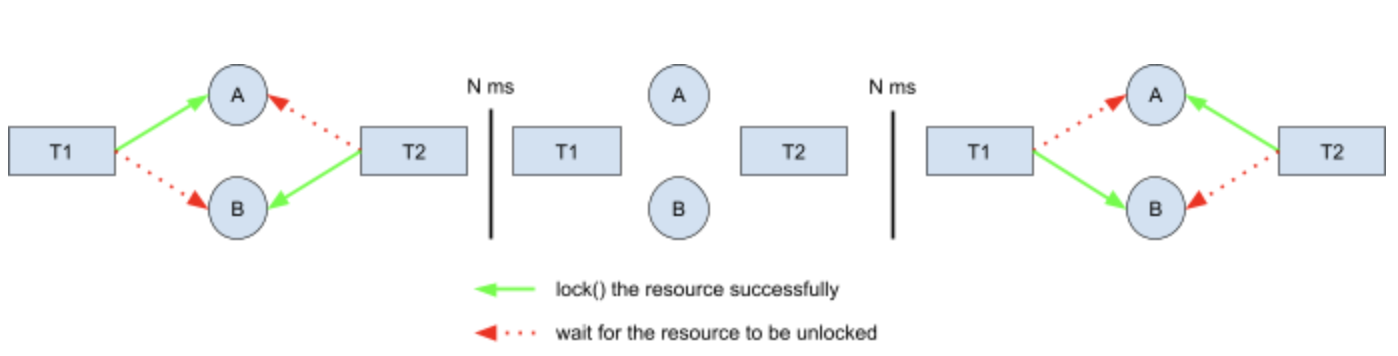 N ms
N ms
A
A
A
T1
T2
T1
T2
T1
T2
B
B
B
lock() the resource successfully
wait for the resource to be unlocked